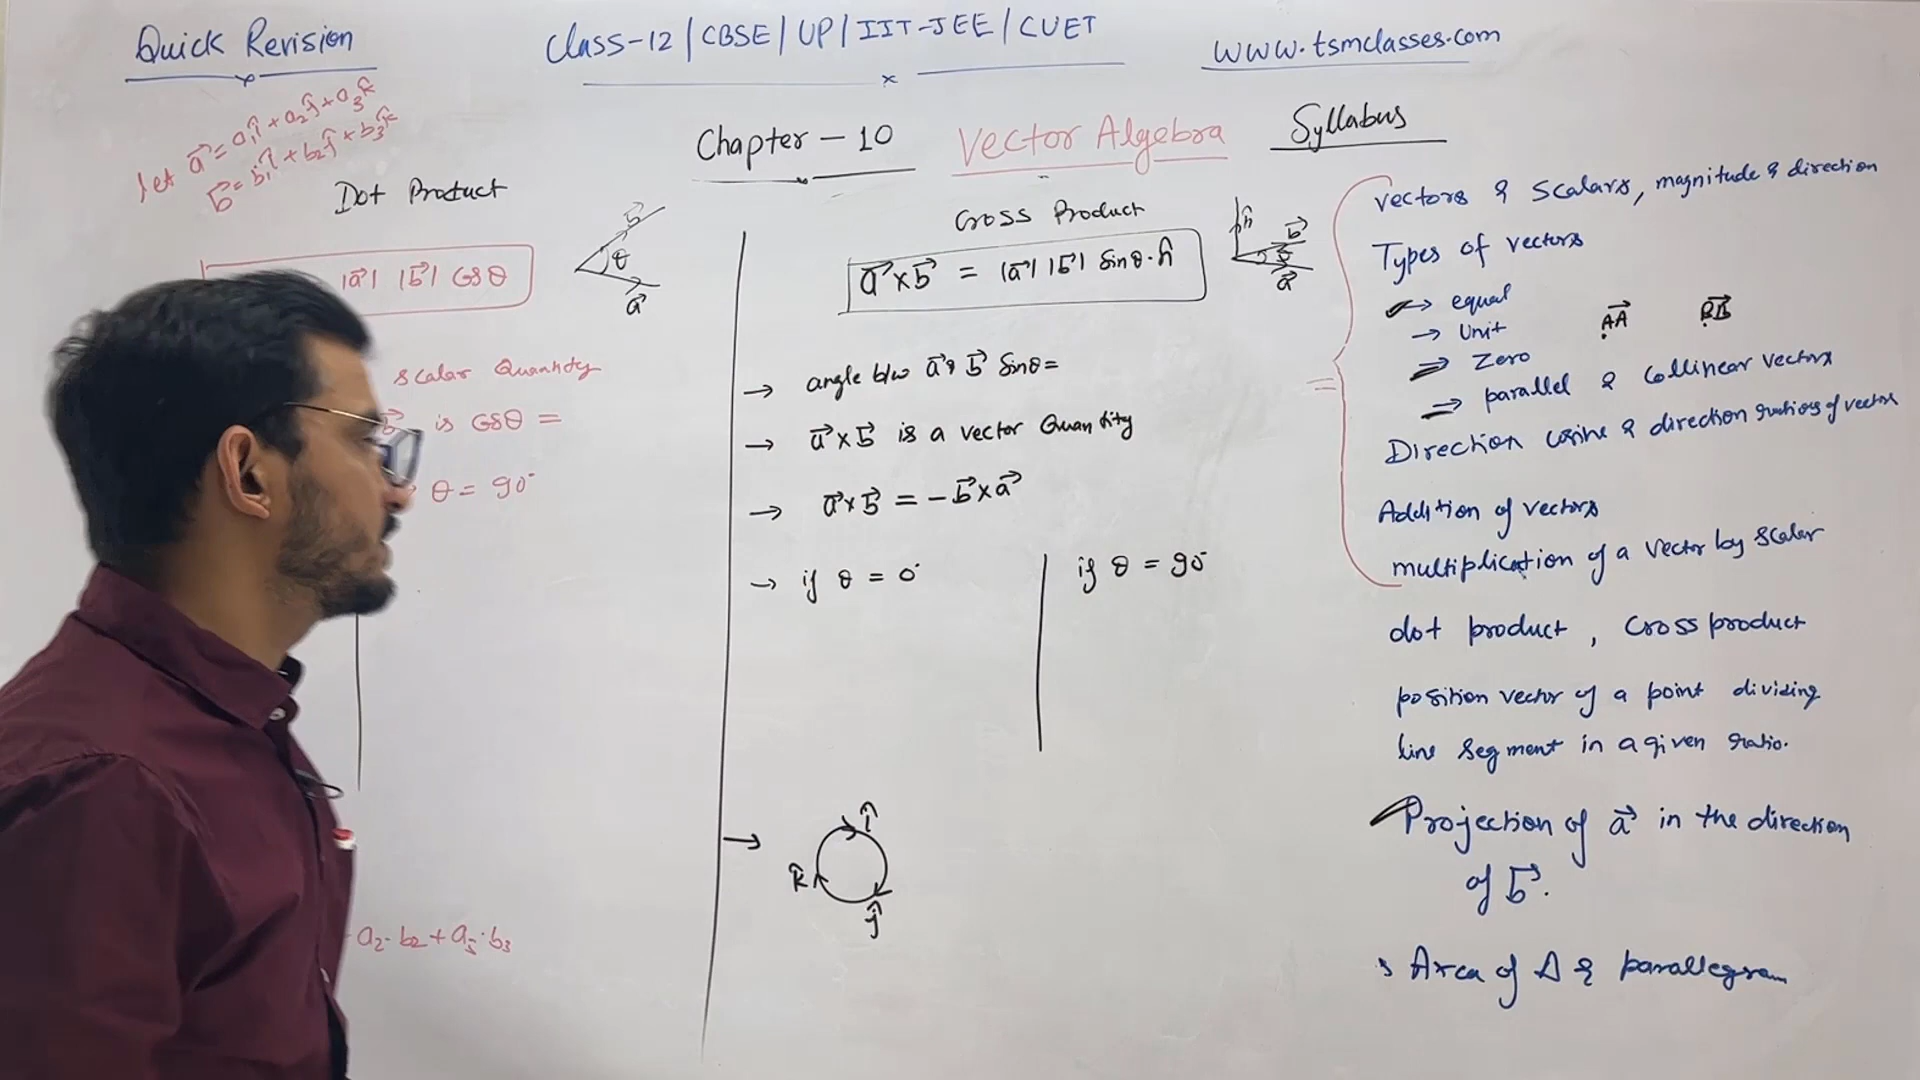 Quick Revision
Class-12 | CBSE | UP | IIT-JEE | CUET
www.tsmclasses.com
Chapter - 10 Vector Algebra
Syllabus
let a⃗ = a₁î + a₂ĵ + a₃k̂
b⃗ = b₁î + b₂ĵ + b₃k̂
Dot Product
|a⃗| |b⃗| cosθ
b⃗
θ
a⃗
scalar Quantity
b⃗ is cosθ =
θ = 90°
a₂·b₂ + a₃·b₃
Cross Product
a⃗ × b⃗ = |a⃗| |b⃗| sinθ·n̂
n̂
b⃗
a⃗
→ angle b/w a⃗ & b⃗ sinθ =
→ a⃗ × b⃗ is a vector Quantity
→ a⃗ × b⃗ = - b⃗ × a⃗
→ if θ = 0°
if θ = 90°
→
î
k̂
ĵ
vectors & Scalars, magnitude & direction
Types of vectors
→ equal
→ Unit
→ Zero
→ parallel & Collinear vectors
AA⃗ BB⃗
Direction cosine & direction ratios of vector
Addition of vectors
multiplication of a vector by scalar
dot product, Cross product
position vector of a point dividing
line segment in a given ratio.
Projection of a⃗ in the direction
of b⃗.
Area of Δ & parallegram